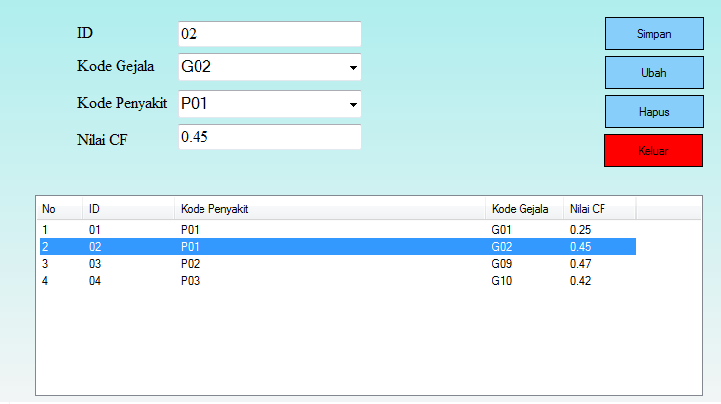 ID 02 Simpan
Kode Gejala G02 Ubah
Kode Penyakit P01 Hapus
Nilai CF 0.45 Keluar
No ID Kode Penyakit Kode Gejala Nilai CF
1 01 P01 G01 0.25
2 02 P01 G02 0.45
3 03 P02 G09 0.47
4 04 P03 G10 0.42